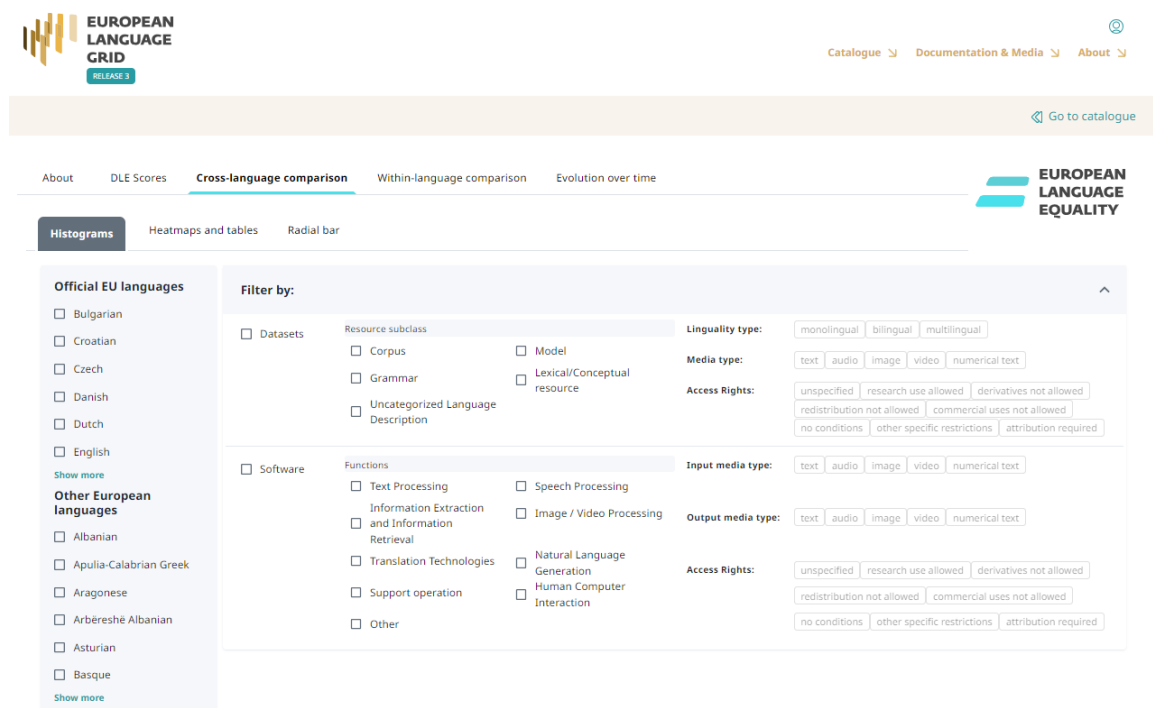 EUROPEAN
LANGUAGE
GRID
RELEASE 3
Catalogue
Documentation & Media
About
Go to catalogue
About
DLE Scores
Cross-language comparison
Within-language comparison
Evolution over time
EUROPEAN
LANGUAGE
EQUALITY
Histograms
Heatmaps and tables
Radial bar
Official EU languages
Bulgarian
Croatian
Czech
Danish
Dutch
English
Show more
Other European
languages
Albanian
Apulia-Calabrian Greek
Aragonese
Arbëreshë Albanian
Asturian
Basque
Show more
Filter by:
Datasets
Resource subclass
Corpus
Model
Grammar
Lexical/Conceptual
resource
Uncategorized Language
Description
Linguality type:
monolingual bilingual multilingual
Media type:
text audio image video numerical text
Access Rights:
unspecified research use allowed derivatives not allowed
redistribution not allowed commercial uses not allowed
no conditions other specific restrictions attribution required
Software
Functions
Text Processing
Speech Processing
Information Extraction
and Information
Retrieval
Image / Video Processing
Translation Technologies
Natural Language
Generation
Support operation
Human Computer
Interaction
Other
Input media type:
text audio image video numerical text
Output media type:
text audio image video numerical text
Access Rights:
unspecified research use allowed derivatives not allowed
redistribution not allowed commercial uses not allowed
no conditions other specific restrictions attribution required